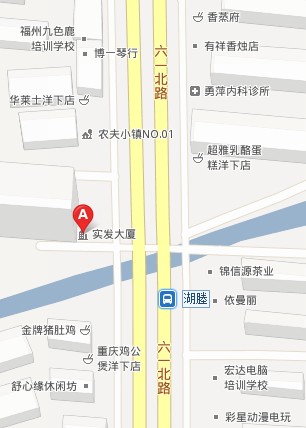 香蒸府
福州九色鹿
培训学校
博一琴行
六一北路
有祥香烛店
勇萍内科诊所
华莱士洋下店
农夫小镇NO.01
超雅乳酪蛋
糕洋下店
A
实发大厦
锦信源茶业
湖塍
依曼丽
金牌猪肚鸡
重庆鸡公
煲洋下店
六一北路
宏达电脑
培训学校
舒心缘休闲坊
彩星动漫电玩